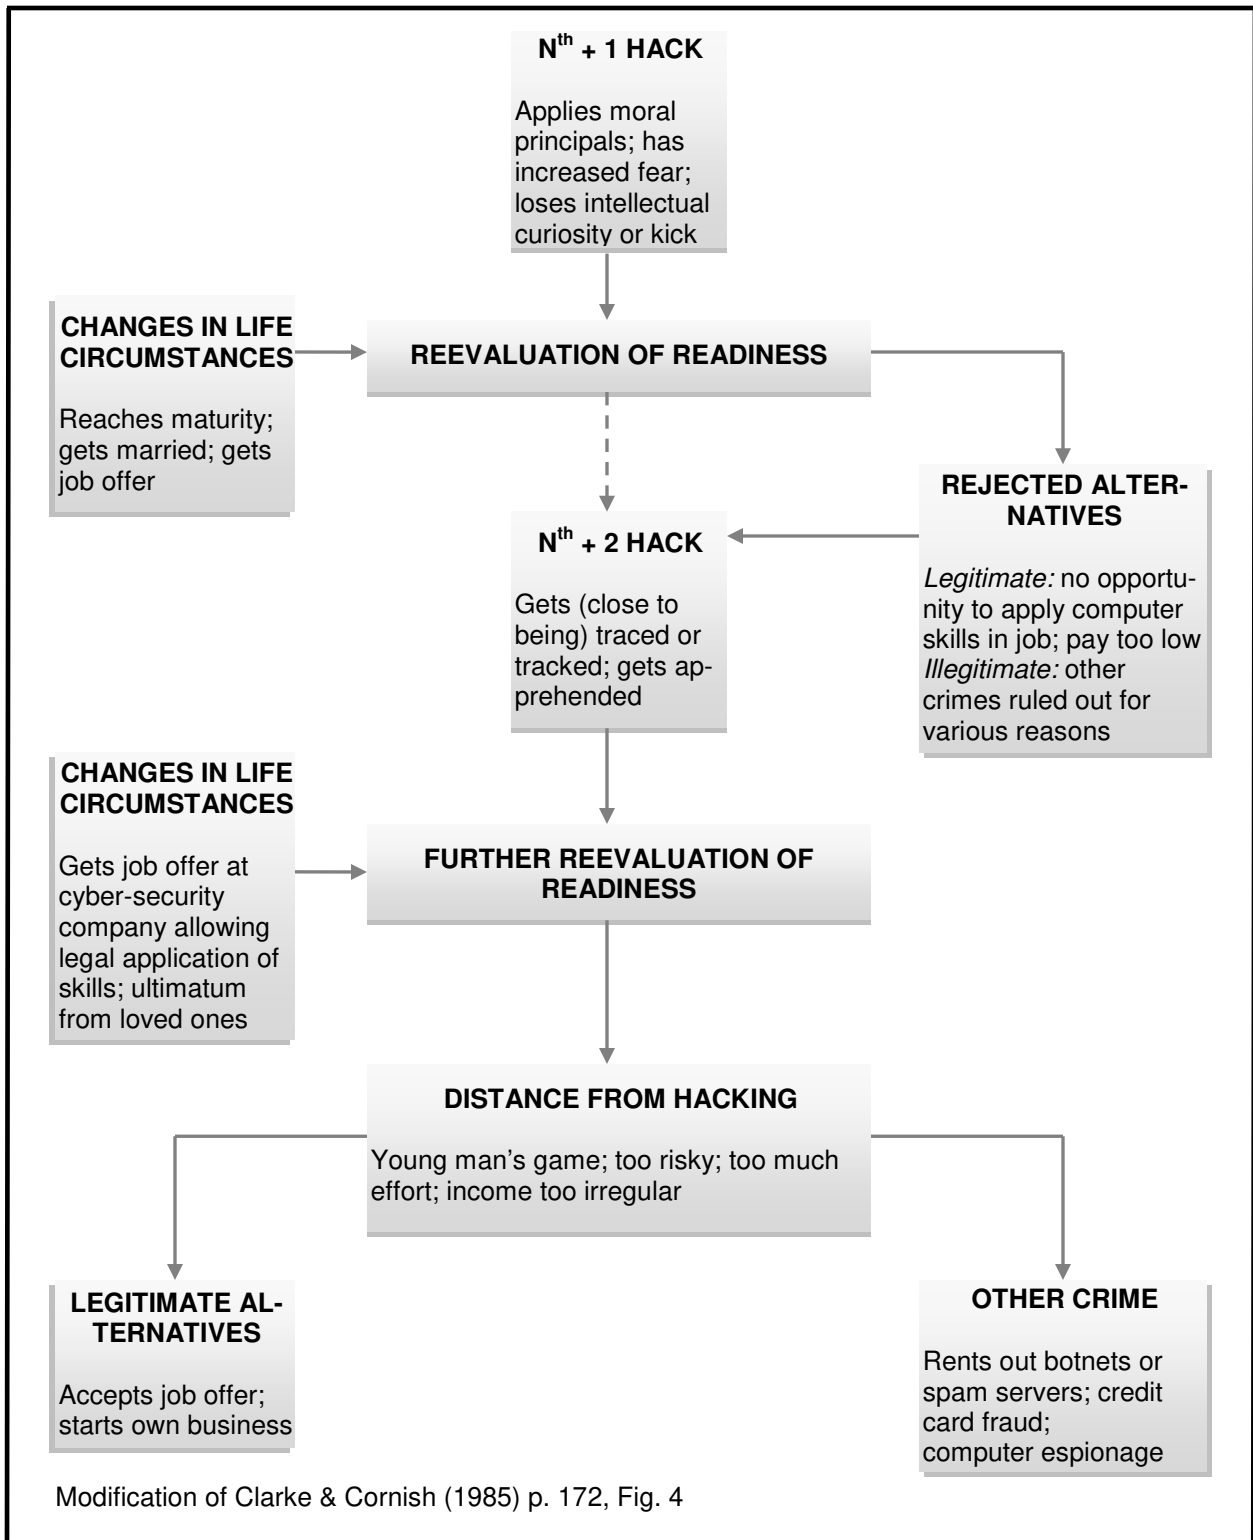 Nth + 1 HACK
Applies moral
principals; has
increased fear;
loses intellectual
curiosity or kick
CHANGES IN LIFE
CIRCUMSTANCES
Reaches maturity;
gets married; gets
job offer
REEVALUATION OF READINESS
REJECTED ALTER-
NATIVES
Legitimate: no opportu-
nity to apply computer
skills in job; pay too low
Illegitimate: other
crimes ruled out for
various reasons
Nth + 2 HACK
Gets (close to
being) traced or
tracked; gets ap-
prehended
CHANGES IN LIFE
CIRCUMSTANCES
Gets job offer at
cyber-security
company allowing
legal application of
skills; ultimatum
from loved ones
FURTHER REEVALUATION OF
READINESS
DISTANCE FROM HACKING
Young man’s game; too risky; too much
effort; income too irregular
LEGITIMATE AL-
TERNATIVES
Accepts job offer;
starts own business
OTHER CRIME
Rents out botnets or
spam servers; credit
card fraud;
computer espionage
Modification of Clarke & Cornish (1985) p. 172, Fig. 4